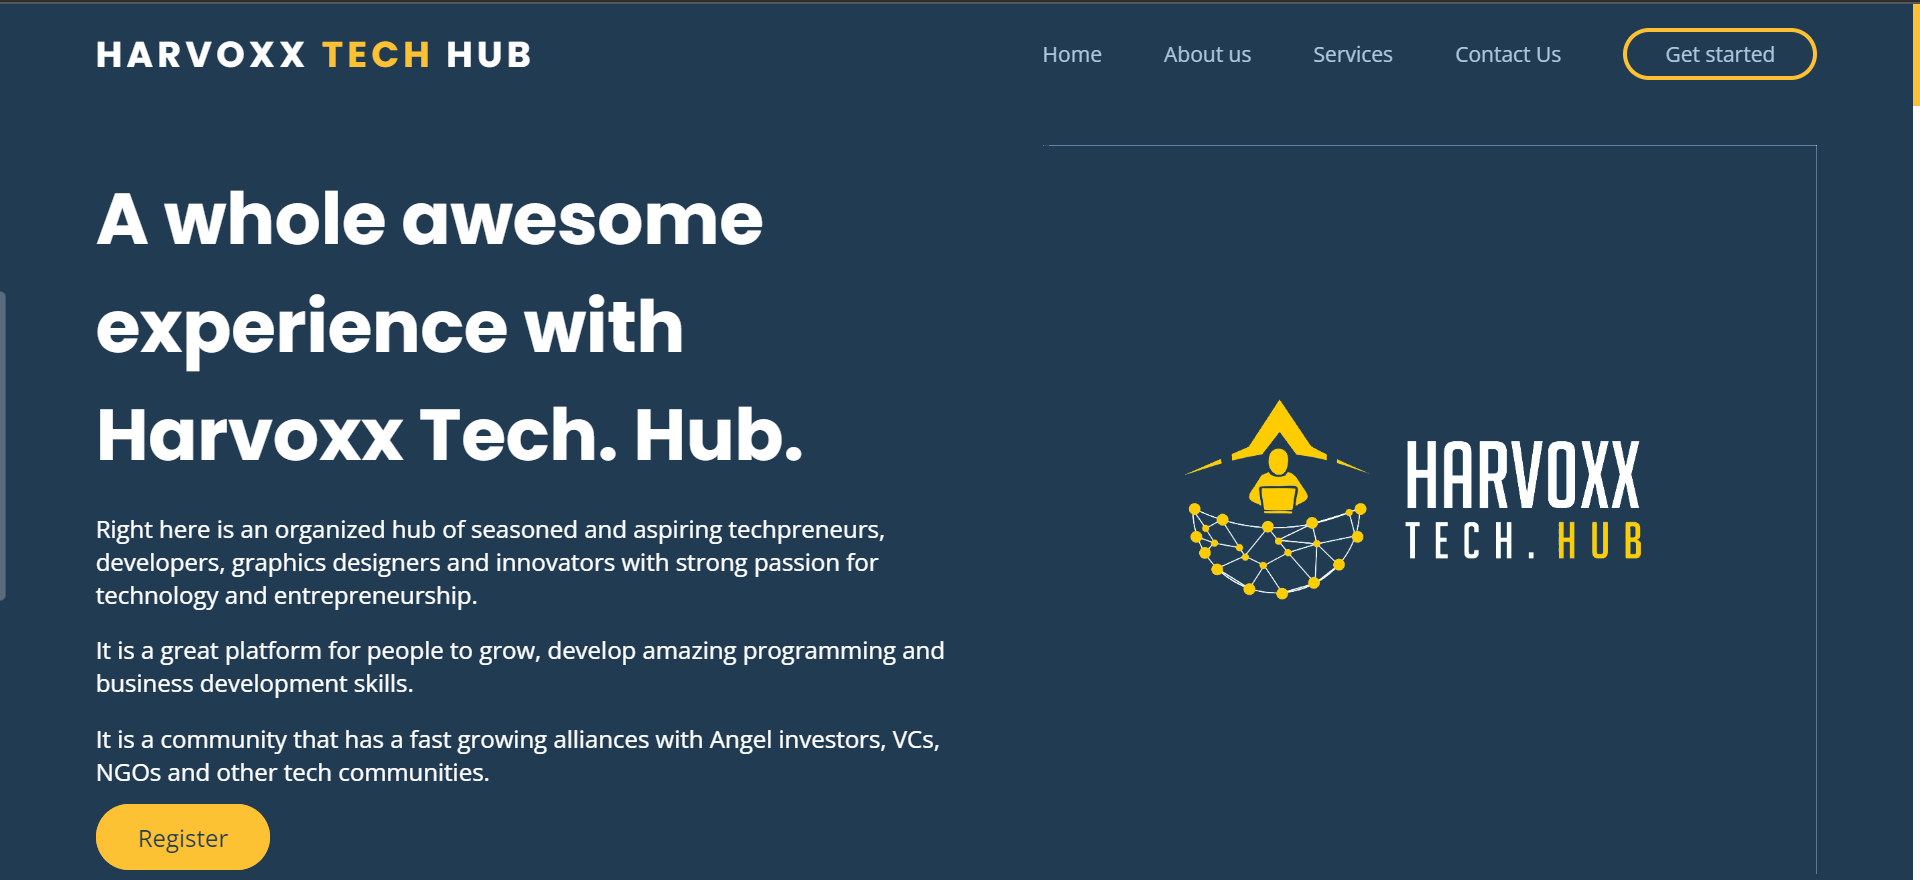 HARVOXX TECH HUB
Home
About us
Services
Contact Us
Get started
A whole awesome
experience with
Harvoxx Tech. Hub.
Right here is an organized hub of seasoned and aspiring techpreneurs,
developers, graphics designers and innovators with strong passion for
technology and entrepreneurship.
It is a great platform for people to grow, develop amazing programming and
business development skills.
It is a community that has a fast growing alliances with Angel investors, VCs,
NGOs and other tech communities.
Register
HARVOXX
TECH. HUB